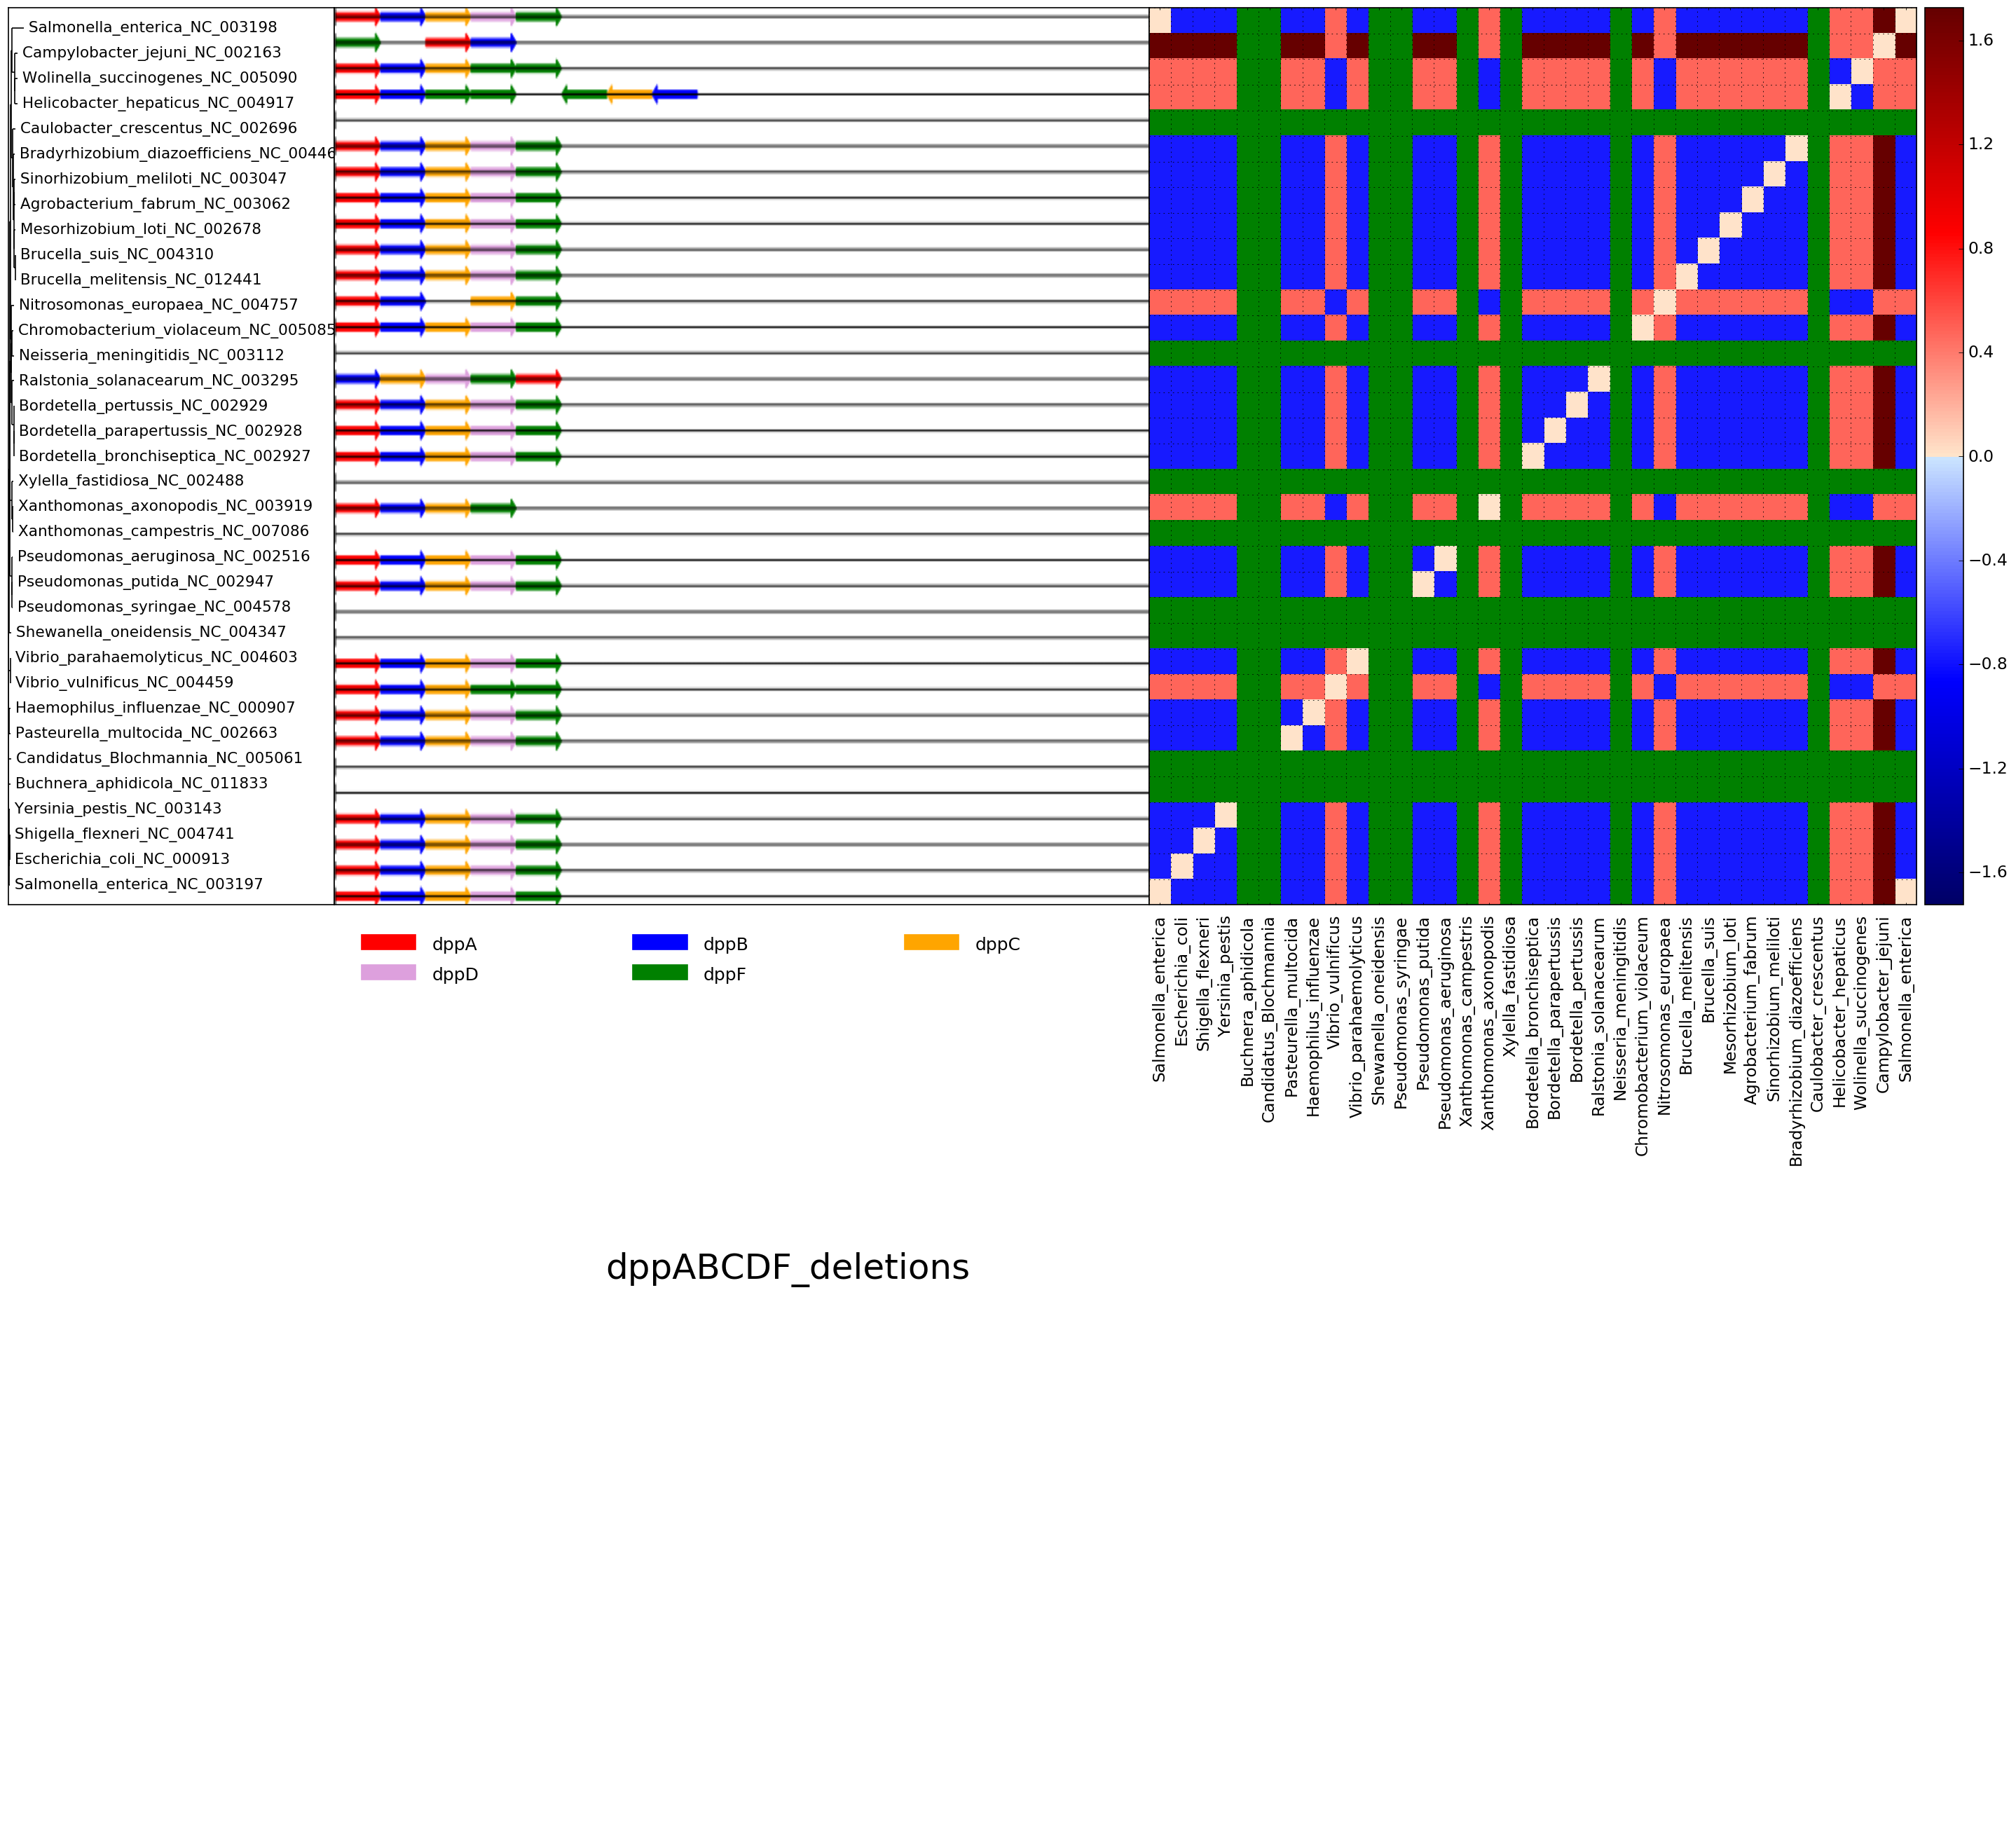 Salmonella_enterica_NC_003198
Campylobacter_jejuni_NC_002163
Wolinella_succinogenes_NC_005090
Helicobacter_hepaticus_NC_004917
Caulobacter_crescentus_NC_002696
Bradyrhizobium_diazoefficiens_NC_00446
Sinorhizobium_meliloti_NC_003047
Agrobacterium_fabrum_NC_003062
Mesorhizobium_loti_NC_002678
Brucella_suis_NC_004310
Brucella_melitensis_NC_012441
Nitrosomonas_europaea_NC_004757
Chromobacterium_violaceum_NC_005085
Neisseria_meningitidis_NC_003112
Ralstonia_solanacearum_NC_003295
Bordetella_pertussis_NC_002929
Bordetella_parapertussis_NC_002928
Bordetella_bronchiseptica_NC_002927
Xylella_fastidiosa_NC_002488
Xanthomonas_axonopodis_NC_003919
Xanthomonas_campestris_NC_007086
Pseudomonas_aeruginosa_NC_002516
Pseudomonas_putida_NC_002947
Pseudomonas_syringae_NC_004578
Shewanella_oneidensis_NC_004347
Vibrio_parahaemolyticus_NC_004603
Vibrio_vulnificus_NC_004459
Haemophilus_influenzae_NC_000907
Pasteurella_multocida_NC_002663
Candidatus_Blochmannia_NC_005061
Buchnera_aphidicola_NC_011833
Yersinia_pestis_NC_003143
Shigella_flexneri_NC_004741
Escherichia_coli_NC_000913
Salmonella_enterica_NC_003197
1.6
1.2
0.8
0.4
0.0
−0.4
−0.8
−1.2
−1.6
dppA
dppB
dppC
dppD
dppF
Salmonella_enterica
Escherichia_coli
Shigella_flexneri
Yersinia_pestis
Buchnera_aphidicola
Candidatus_Blochmannia
Pasteurella_multocida
Haemophilus_influenzae
Vibrio_vulnificus
Vibrio_parahaemolyticus
Shewanella_oneidensis
Pseudomonas_syringae
Pseudomonas_putida
Pseudomonas_aeruginosa
Xanthomonas_campestris
Xanthomonas_axonopodis
Xylella_fastidiosa
Bordetella_bronchiseptica
Bordetella_parapertussis
Bordetella_pertussis
Ralstonia_solanacearum
Neisseria_meningitidis
Chromobacterium_violaceum
Nitrosomonas_europaea
Brucella_melitensis
Brucella_suis
Mesorhizobium_loti
Agrobacterium_fabrum
Sinorhizobium_meliloti
Bradyrhizobium_diazoefficiens
Caulobacter_crescentus
Helicobacter_hepaticus
Wolinella_succinogenes
Campylobacter_jejuni
Salmonella_enterica
dppABCDF_deletions